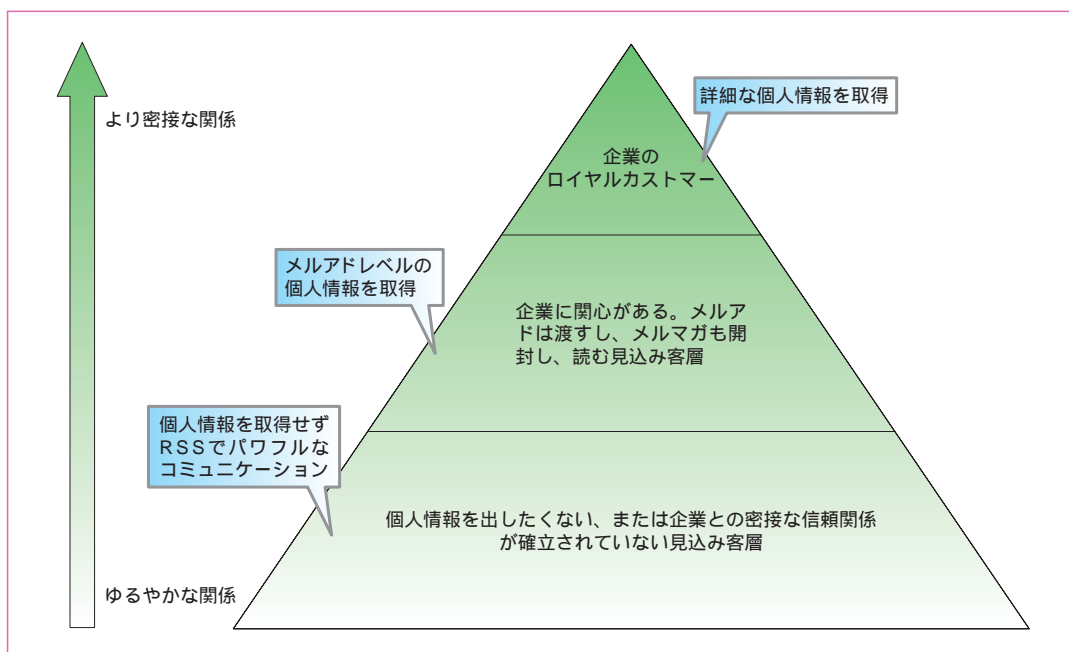 より密接な関係
詳細な個人情報を取得
企業の
ロイヤルカストマー
メルアドレベルの
個人情報を取得
企業に関心がある。メルア
ドは渡すし、メルマガも開
封し、読む見込み客層
個人情報を取得せず
RSSでパワフルな
コミュニケーション
個人情報を出したくない、または企業との密接な信頼関係
が確立されていない見込み客層
ゆるやかな関係